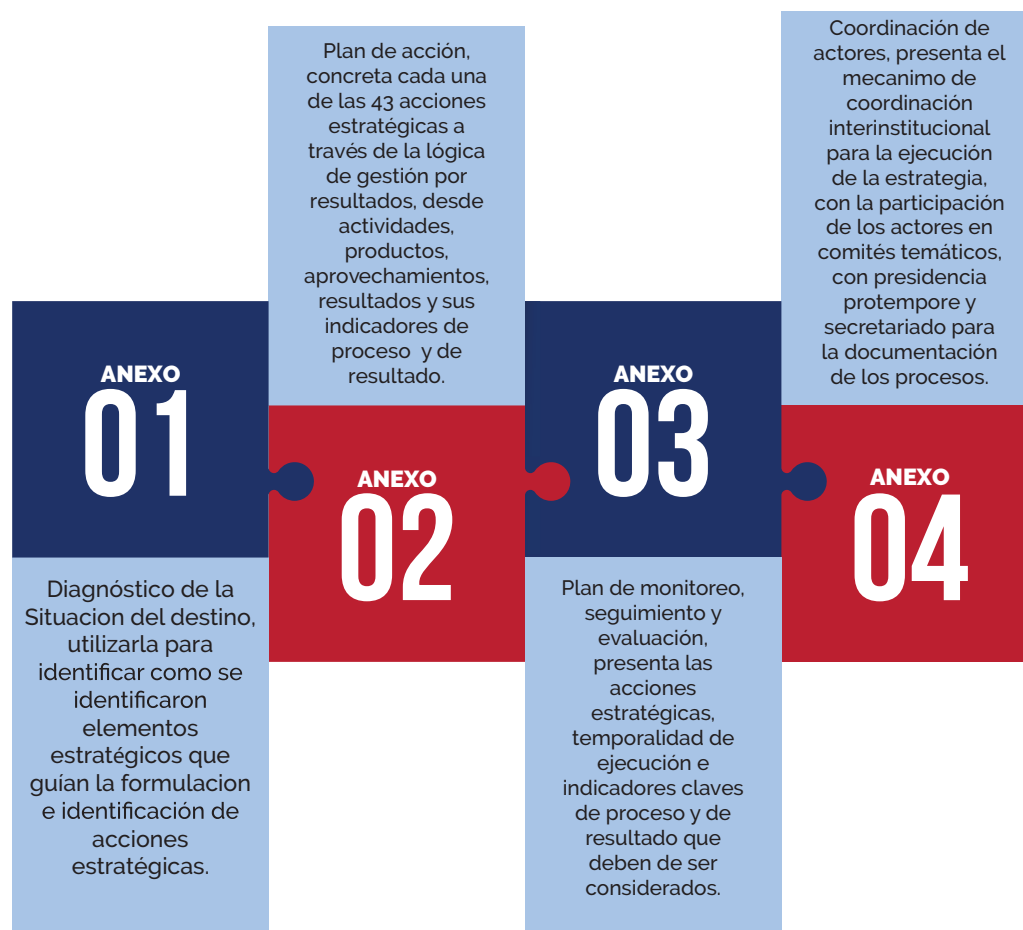 ANEXO
01
Diagnóstico de la
Situacion del destino,
utilizarla para
identificar como se
identificaron
elementos
estratégicos que
guían la formulacion
e identificación de
acciones
estratégicas.
Plan de acción,
concreta cada una
de las 43 acciones
estratégicas a
través de la lógica
de gestión por
resultados, desde
actividades,
productos,
aprovechamientos,
resultados y sus
indicadores de
proceso y de
resultado.
ANEXO
02
ANEXO
03
Plan de monitoreo,
seguimiento y
evaluación,
presenta las
acciones
estratégicas,
temporalidad de
ejecución e
indicadores claves
de proceso y de
resultado que
deben de ser
considerados.
Coordinación de
actores, presenta el
mecanimo de
coordinación
interinstitucional
para la ejecución
de la estrategia,
con la participación
de los actores en
comités temáticos,
con presidencia
protempore y
secretariado para
la documentación
de los procesos.
ANEXO
04